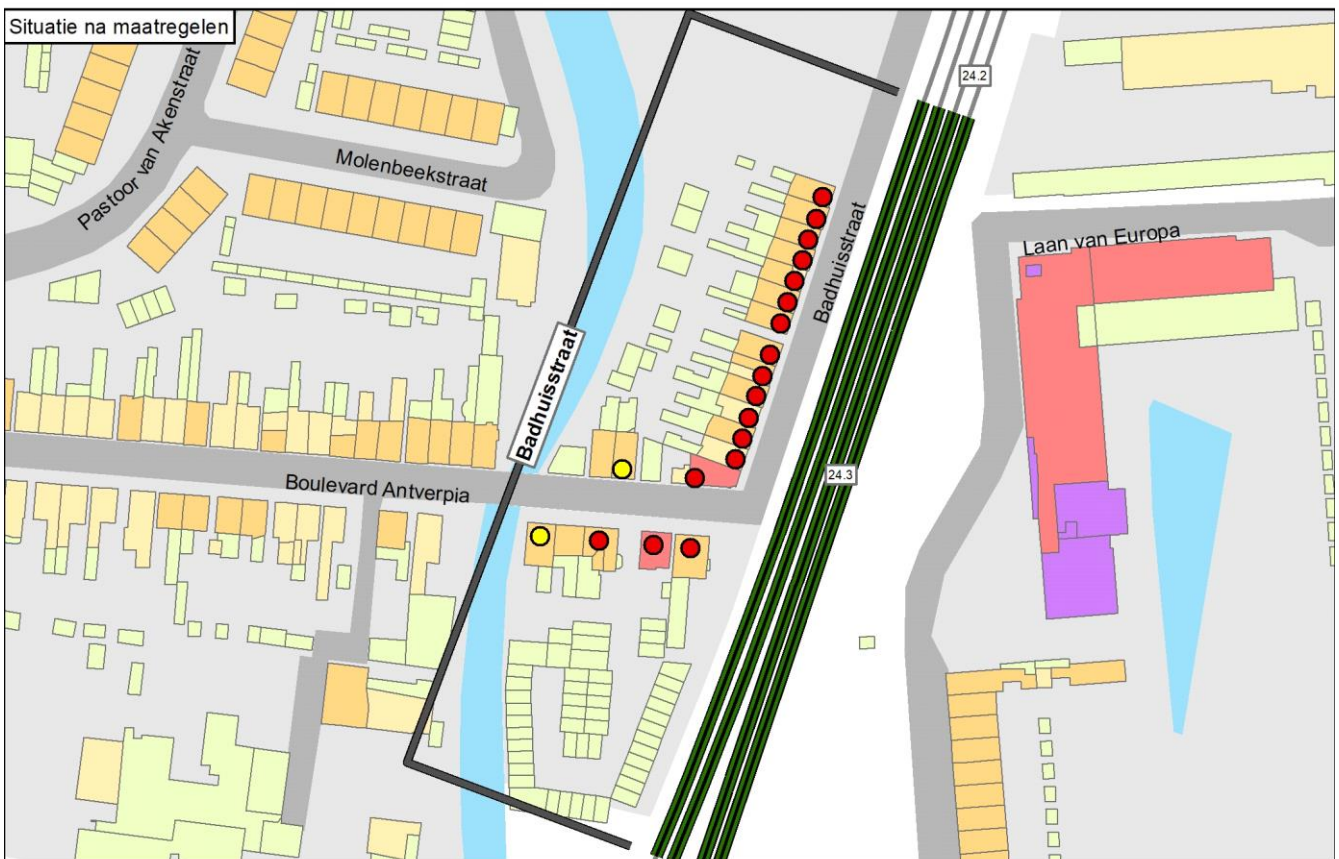 Situatie na maatregelen
24.2
Pastoor van Akenstraat
Molenbeekstraat
Badhuisstraat
Laan van Europa
Badhuisstraat
24.3
Boulevard Antverpia